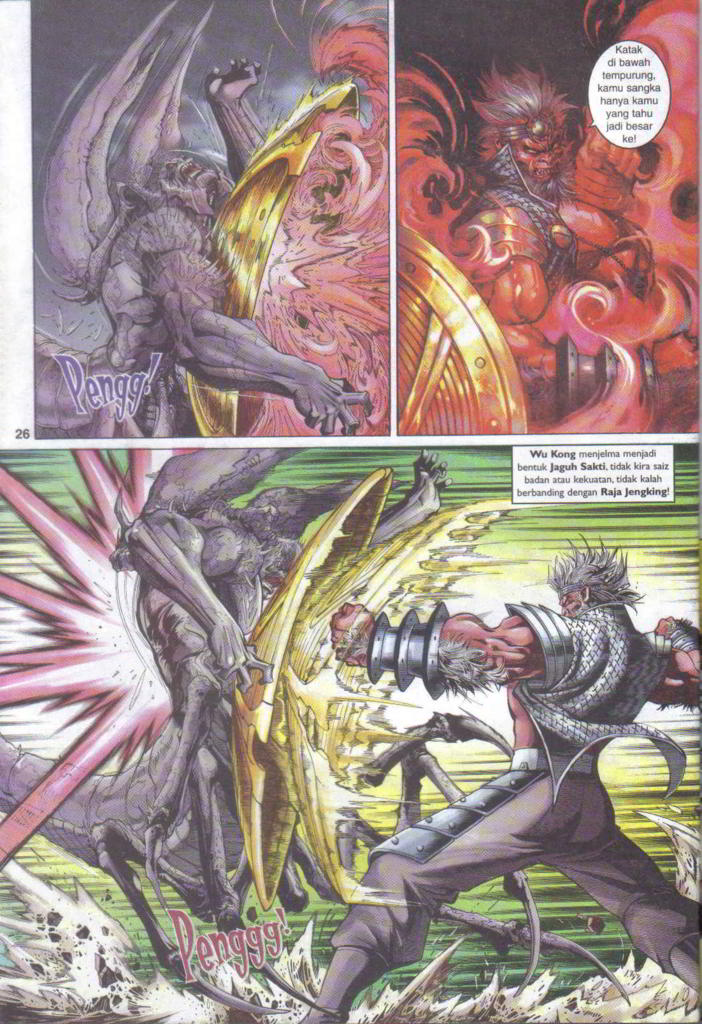 Pengg!
Katak
di bawah
tempurung,
kamu sangka
hanya kamu
yang tahu
jadi besar
ke!
26
Wu Kong menjelma menjadi
bentuk Jaguh Sakti, tidak kira saiz
badan atau kekuatan, tidak kalah
berbanding dengan Raja Jengking!
Penggg!